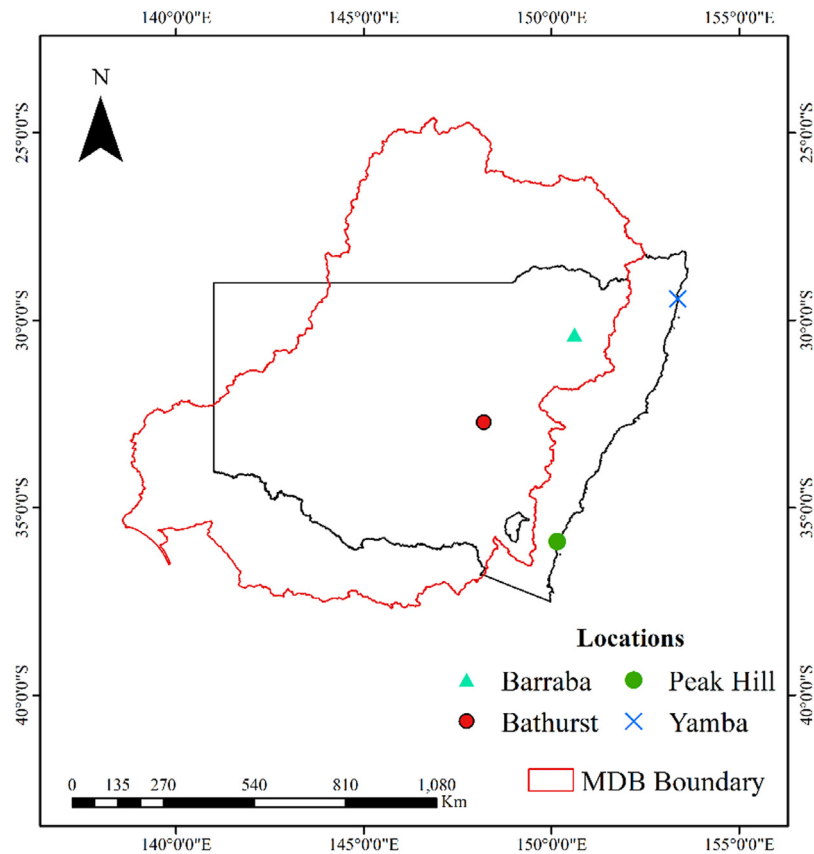 140°0'0"E 145°0'0"E 150°0'0"E 155°0'0"E
N
25°0'0"S 25°0'0"S
30°0'0"S 30°0'0"S
35°0'0"S 35°0'0"S
Locations
Barraba Peak Hill
40°0'0"S 40°0'0"S
Bathurst Yamba
MDB Boundary
0 135 270 540 810 1,080
Km
140°0'0"E 145°0'0"E 150°0'0"E 155°0'0"E